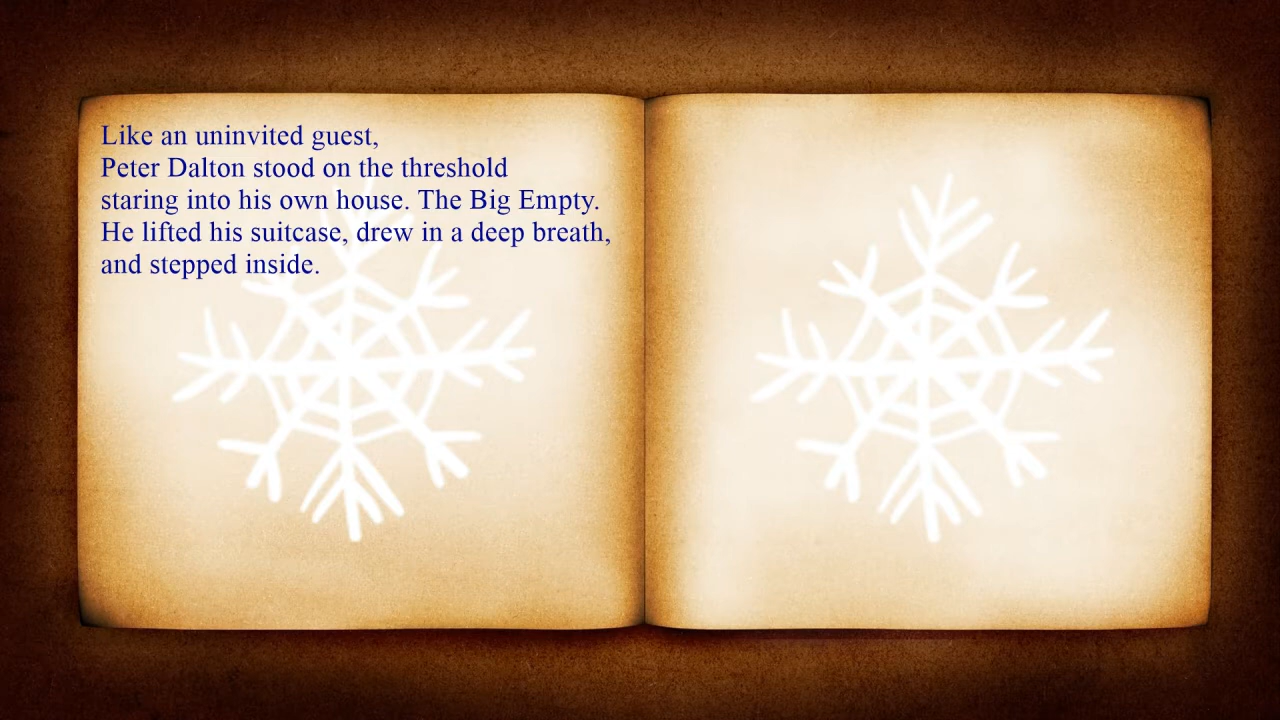 Like an uninvited guest,
Peter Dalton stood on the threshold
staring into his own house. The Big Empty.
He lifted his suitcase, drew in a deep breath,
and stepped inside.